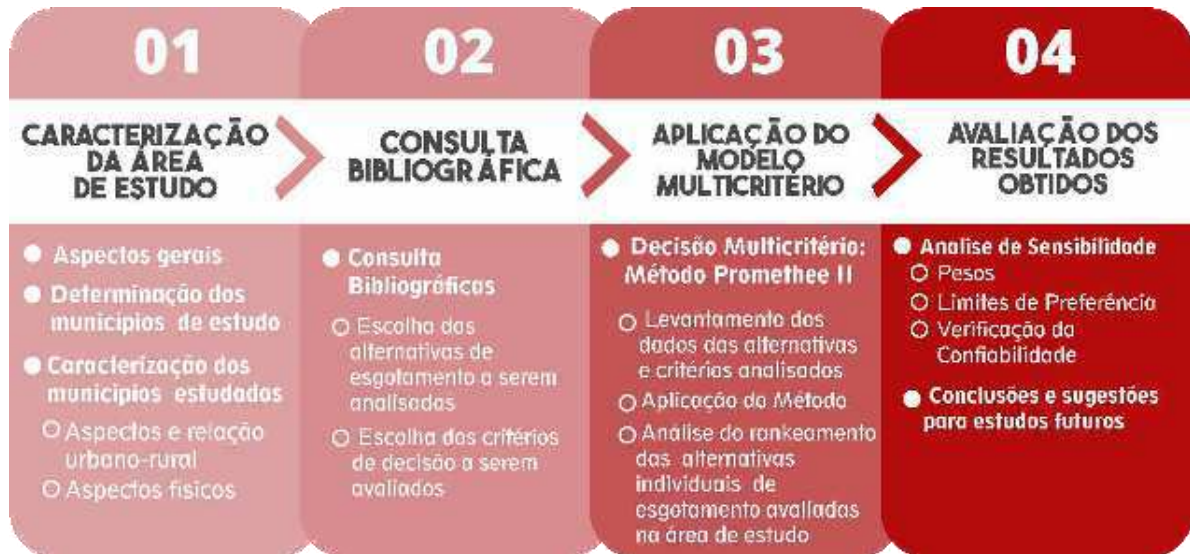 01
CARACTERIZAÇÃO
DA ÁREA
DE ESTUDO
Aspectos gerais
Determinação dos
municípios de estudo
Caracterização dos
municípios estudados
Aspectos e relação
urbano-rural
Aspectos físicos
02
CONSULTA
BIBLIOGRÁFICA
Consulta
Bibliográficas
Escolha das
alternativas de
esgotamento a serem
analisadas
Escolha dos critérios
de decisão a serem
avaliados
03
APLICAÇÃO DO
MODELO
MULTICRITÉRIO
Decisão Multicritério:
Método Promethee II
Levantamento dos
dados das alternativas
e critérios analisados
Aplicação do Método
Análise do rankeamento
das alternativas
individuais de
esgotamento avaliadas
na área de estudo
04
AVALIAÇÃO DOS
RESULTADOS
OBTIDOS
Analise de Sensibilidade
Pesos
Limites de Preferência
Verificação da
Confiabilidade
Conclusões e sugestões
para estudos futuros